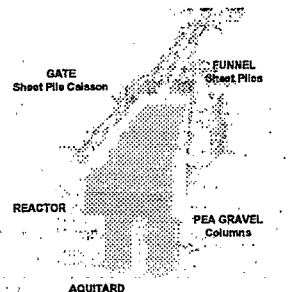 GATE
Sheet Pile Caisson
FUNNEL
Sheet Piles
REACTOR
PEA GRAVEL
Columns
AQUITARD